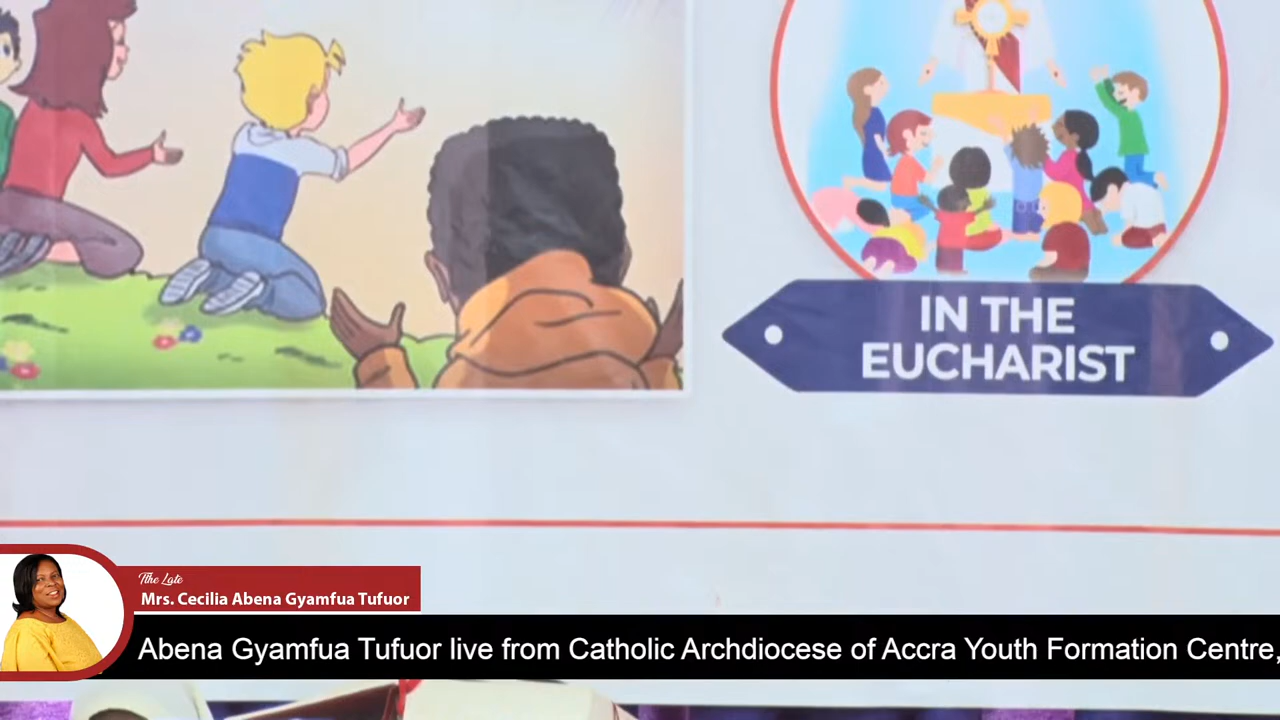 IN THE
EUCHARIST
Tthe Late
Mrs. Cecilia Abena Gyamfua Tufuor
Abena Gyamfua Tufuor live from Catholic Archdiocese of Accra Youth Formation Centre,